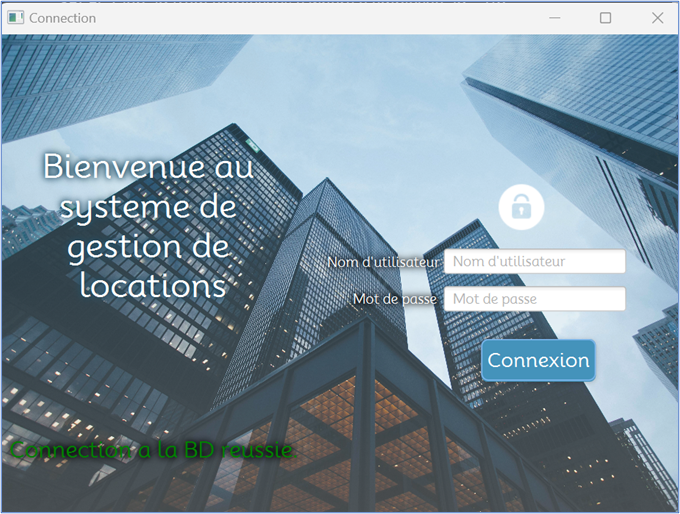 Connection
Bienvenue au
systeme de
gestion de
locations
Nom d'utilisateur
Nom d'utilisateur
Mot de passe
Mot de passe
Connexion
Connection a la BD reussie.